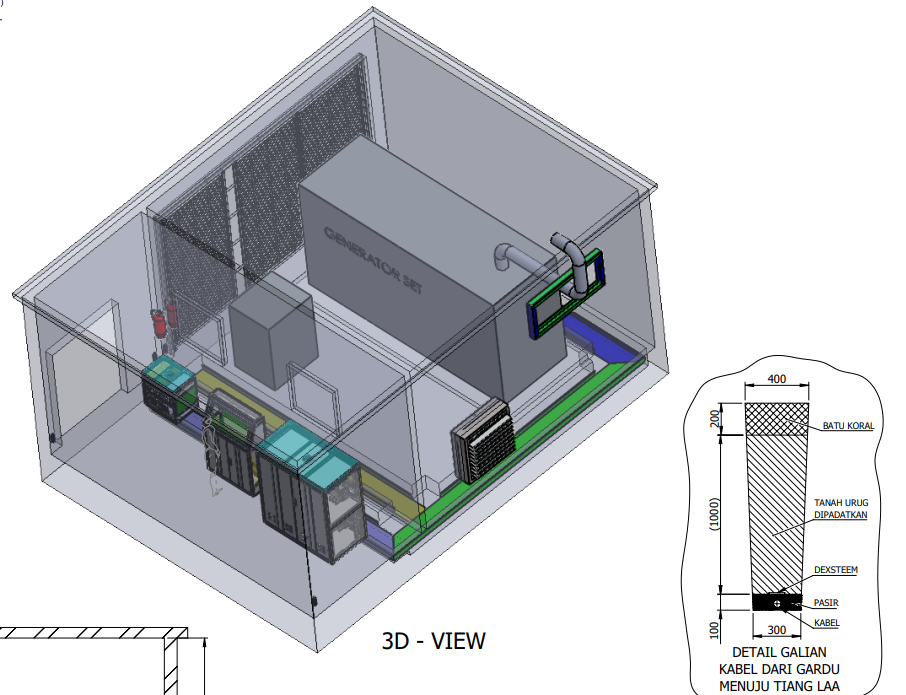 GENERATOR SET
3D - VIEW
400
200
BATU KORAL
(1000)
TANAH URUG
DIPADATKAN
DEXSTEEM
PASIR
KABEL
100
300
DETAIL GALIAN
KABEL DARI GARDU
MENUJU TIANG LAA